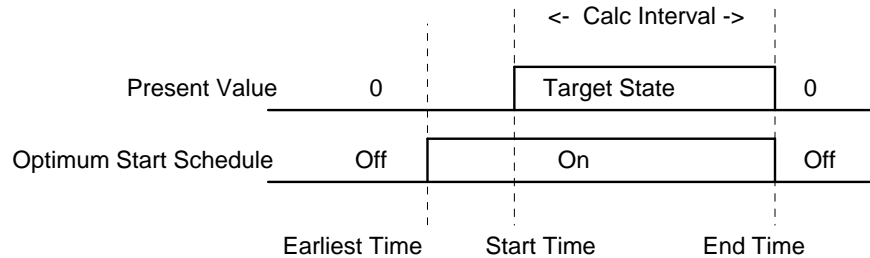 <- Calc Interval ->
Present Value 0 Target State 0
Optimum Start Schedule Off On Off
Earliest Time Start Time End Time